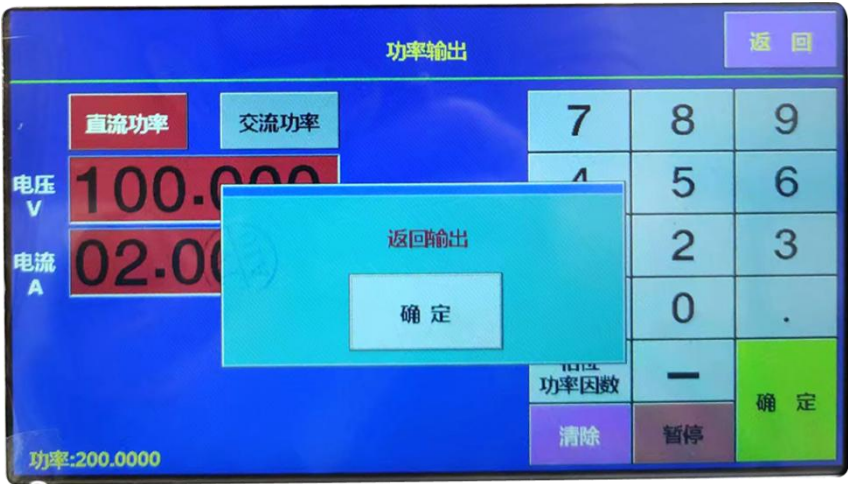 功率输出
返 回
直流功率
交流功率
7
8
9
电压
V
100.000
5
6
返回输出
电流
A
02.0
2
3
确 定
0
.
功率因数
—
确 定
清除
暂停
功率:200.0000